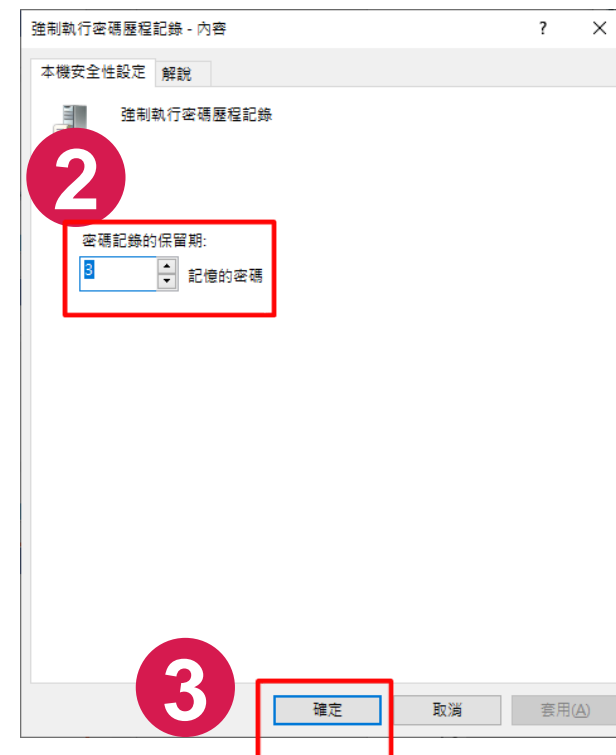 強制執行密碼歷程記錄 - 內容 ? ×
本機安全性設定 解說
強制執行密碼歷程記錄
2
密碼記錄的保留期:
3 記憶的密碼
3
確定 取消 套用(A)